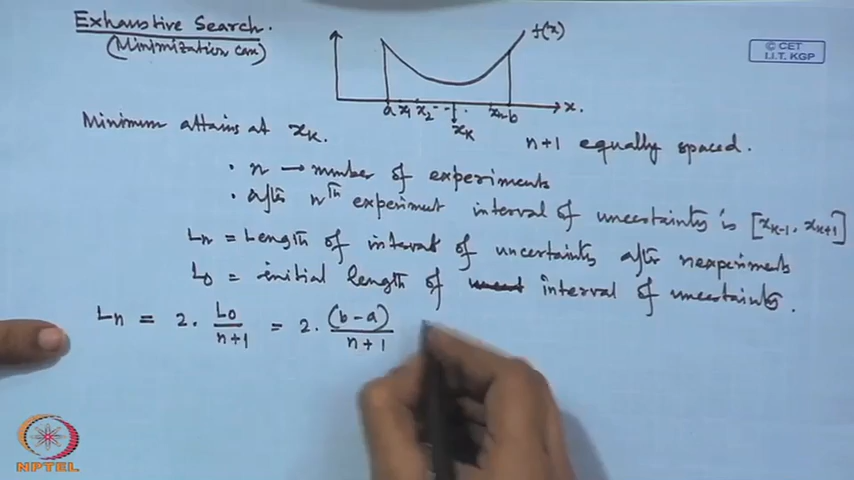 Exhaustive Search.
(Minimization case)
f(x)
© CET
I.I.T. KGP
a x₁ x₂ - - . xₙ b x.
xₖ
Minimum attains at xₖ.
n+1 equally spaced.
• n → number of experiments
• after nᵗʰ experiment interval of uncertainty is [xₖ₋₁, xₖ₊₁]
Lₙ = Length of interval of uncertainty after n experiments
L₀ = initial length of interval of uncertainty.
Lₙ = 2. L₀/(n+1) = 2. (b-a)/(n+1)
NPTEL